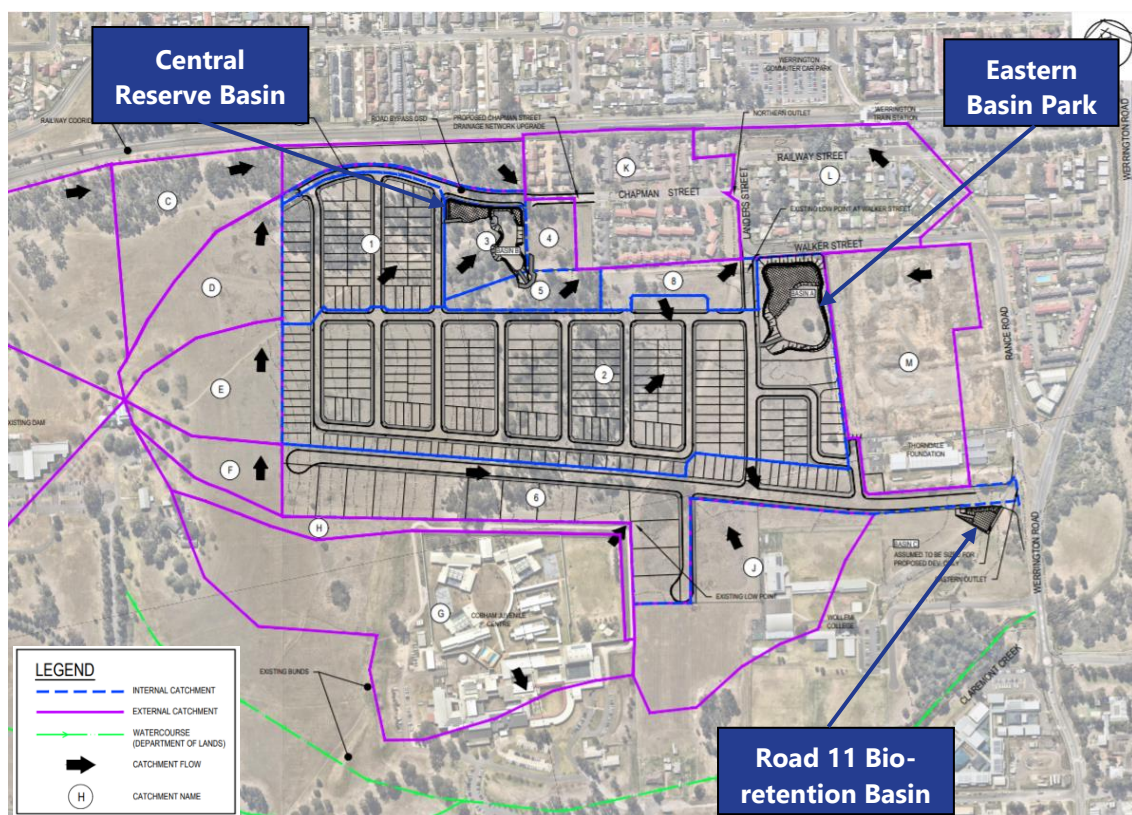 Central
Reserve Basin
Eastern
Basin Park
WERRINGTON
COMMUTER CAR PARK
WERRINGTON
TRAIN STATION
WERRINGTON ROAD
RAILWAY COORID
ROAD BYPASS OSD
PROPOSED CHAPMAN STREET
DRAINAGE NETWORK UPGRADE
NORTHERN OUTLET
RAILWAY STREET
K
L
CHAPMAN STREET
LANDERS STREET
EXISTING LOW POINT AT WALKER STREET
WALKER STREET
C
1
3
4
BASIN B
5
8
BASIN A
D
RANCE ROAD
E
2
M
EXISTING DAM
THORNDALE
FOUNDATION
F
6
H
BASIN C
ASSUMED TO BE SIZED FOR
PROPOSED DEV. ONLY
EASTERN OUTLET
WERRINGTON ROAD
J
EXISTING LOW POINT
G
COBHAM JUVENILE
CENTRE
WOLLEMI
COLLEGE
CLAREMONT CREEK
EXISTING BUNDS
LEGEND
INTERNAL CATCHMENT
EXTERNAL CATCHMENT
WATERCOURSE
(DEPARTMENT OF LANDS)
CATCHMENT FLOW
H
CATCHMENT NAME
Road 11 Bio-
retention Basin